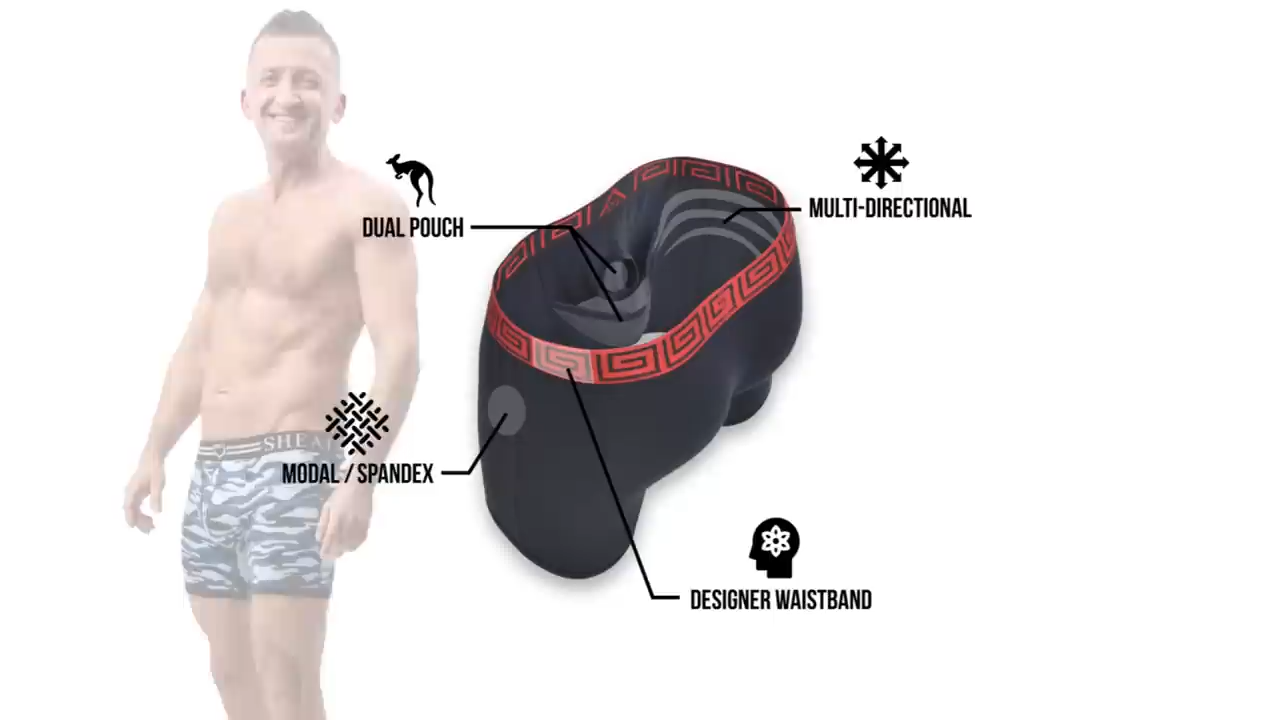 DUAL POUCH
MULTI-DIRECTIONAL
SHEA
MODAL / SPANDEX
DESIGNER WAISTBAND